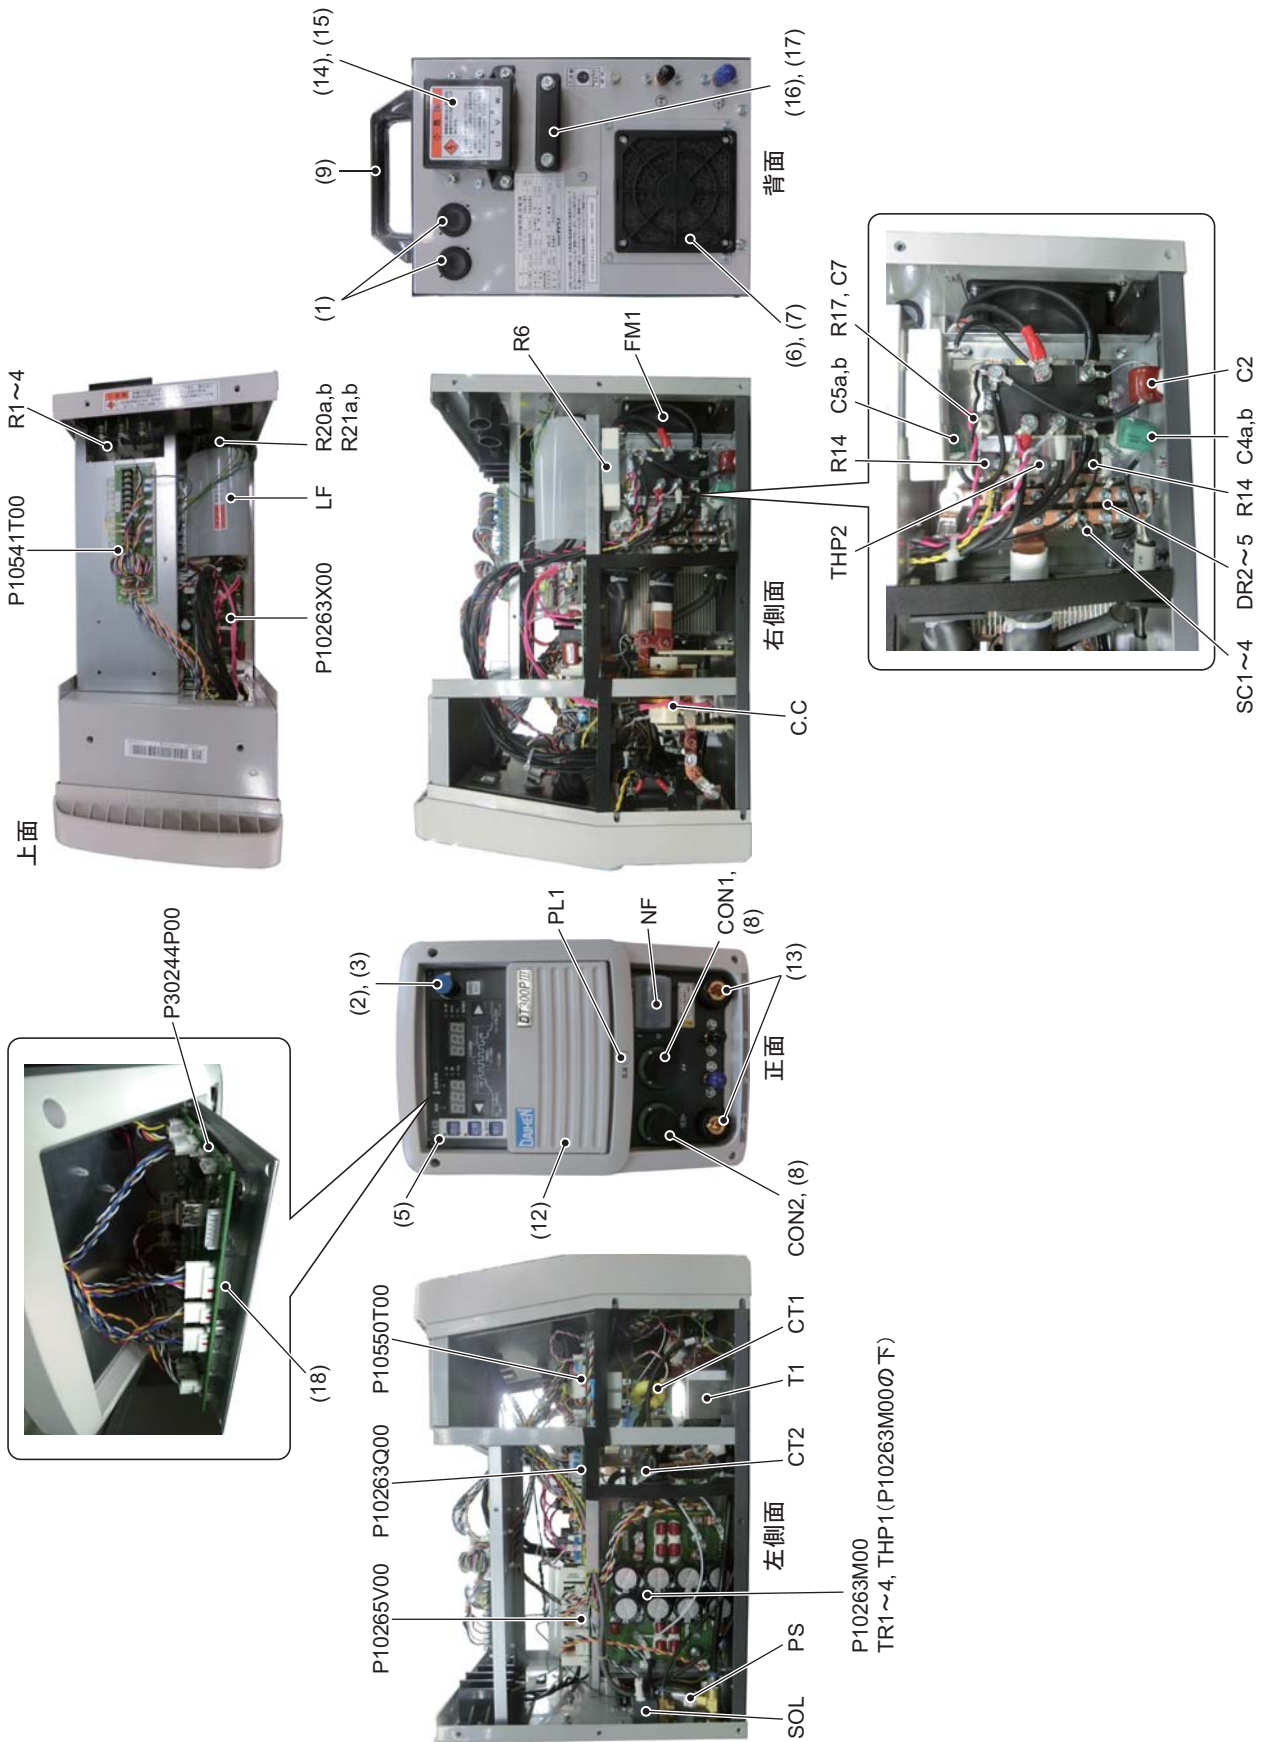 上面
P10541T00
R1～4
P10263X00
LF
R20a,b
R21a,b
(1)
(9)
(14), (15)
(16), (17)
(6), (7)
背面
R6
FM1
C.C
右側面
R14
C5a,b
R17, C7
THP2
SC1～4
DR2～5
R14
C4a,b
C2
P30244P00
(18)
(2), (3)
(5)
(12)
DT300PIII
DAIHEN
PL1
NF
CON1,
(8)
(13)
CON2, (8)
正面
P10265V00
P10263Q00
P10550T00
SOL
PS
CT2
T1
CT1
左側面
P10263M00
TR1～4, THP1（P10263M00の下）